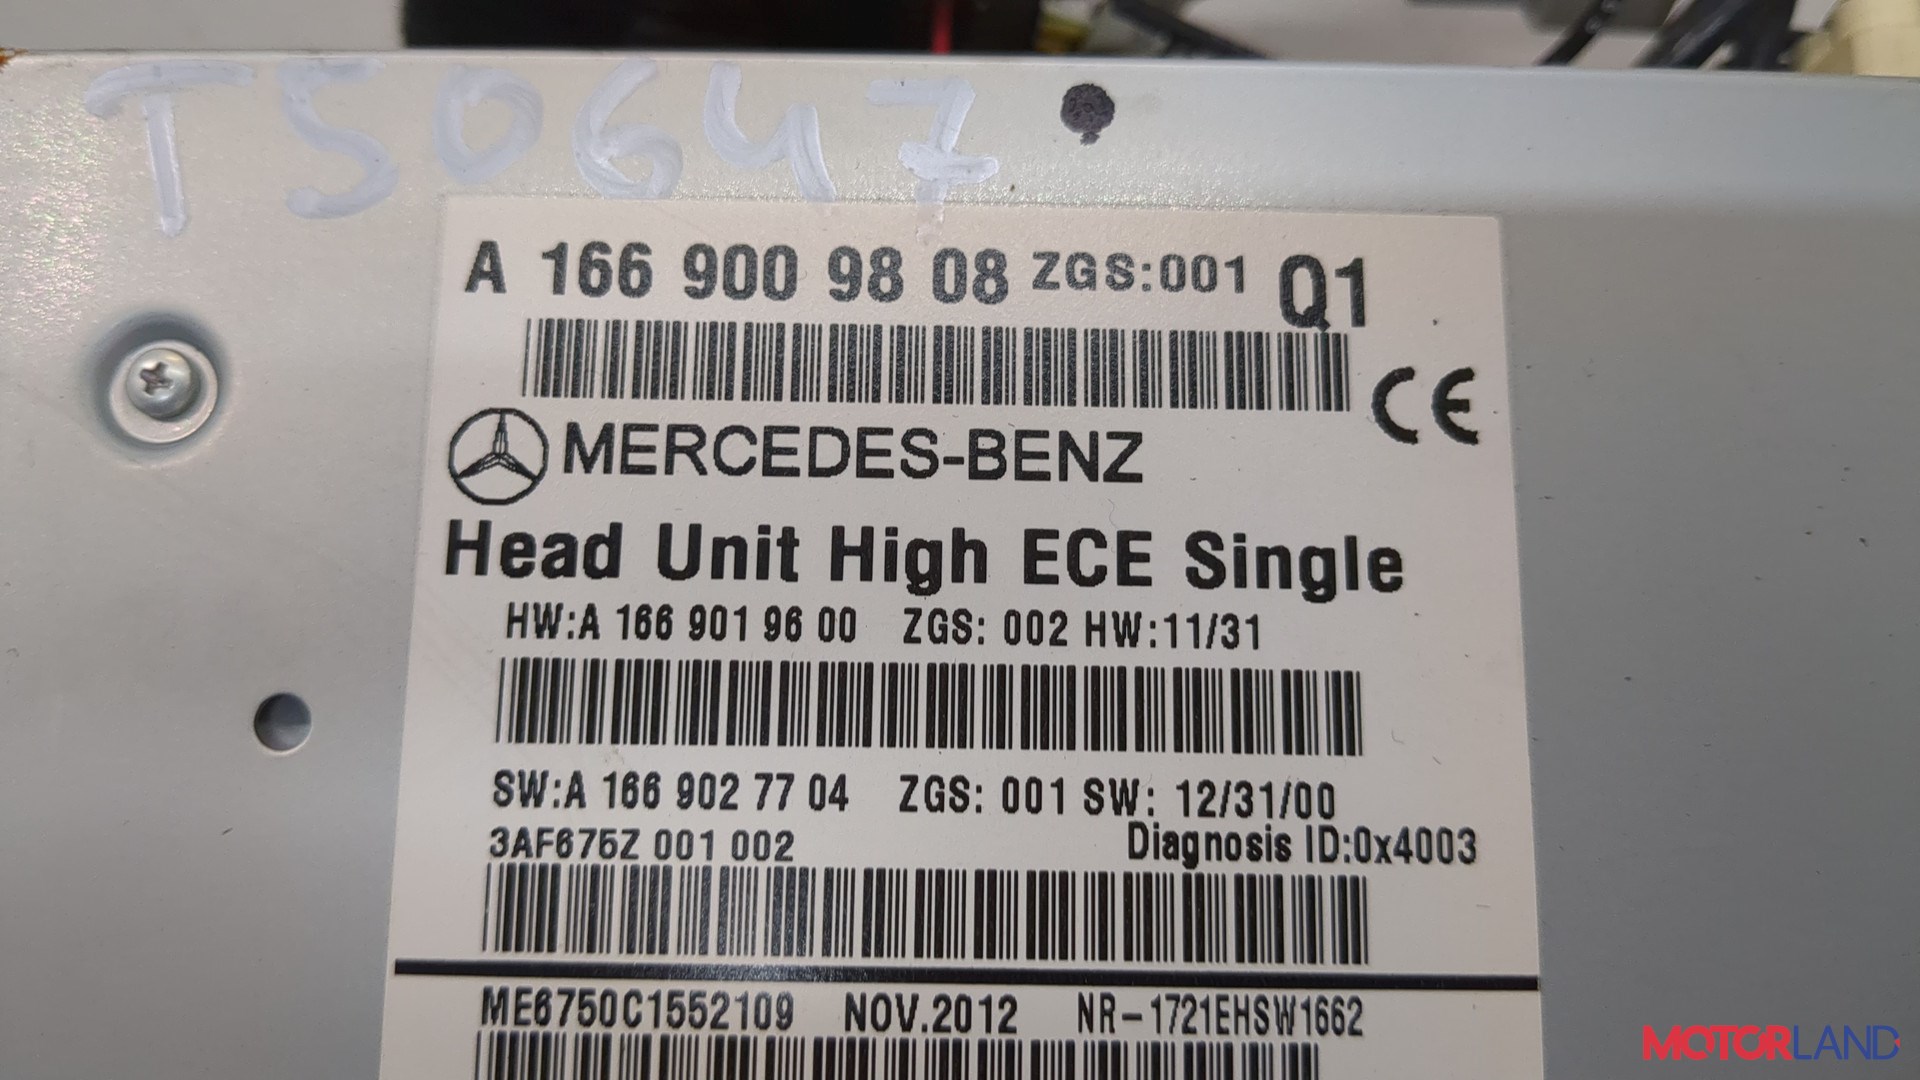 T50647
A 166 900 98 08 ZGS:001 Q1
CE
MERCEDES-BENZ
Head Unit High ECE Single
HW:A 166 901 96 00 ZGS: 002 HW:11/31
SW:A 166 902 77 04 ZGS: 001 SW: 12/31/00
3AF675Z 001 002 Diagnosis ID:0x4003
ME6750C1552109 NOV.2012 NR-1721EHSW1662
MOTORLAND